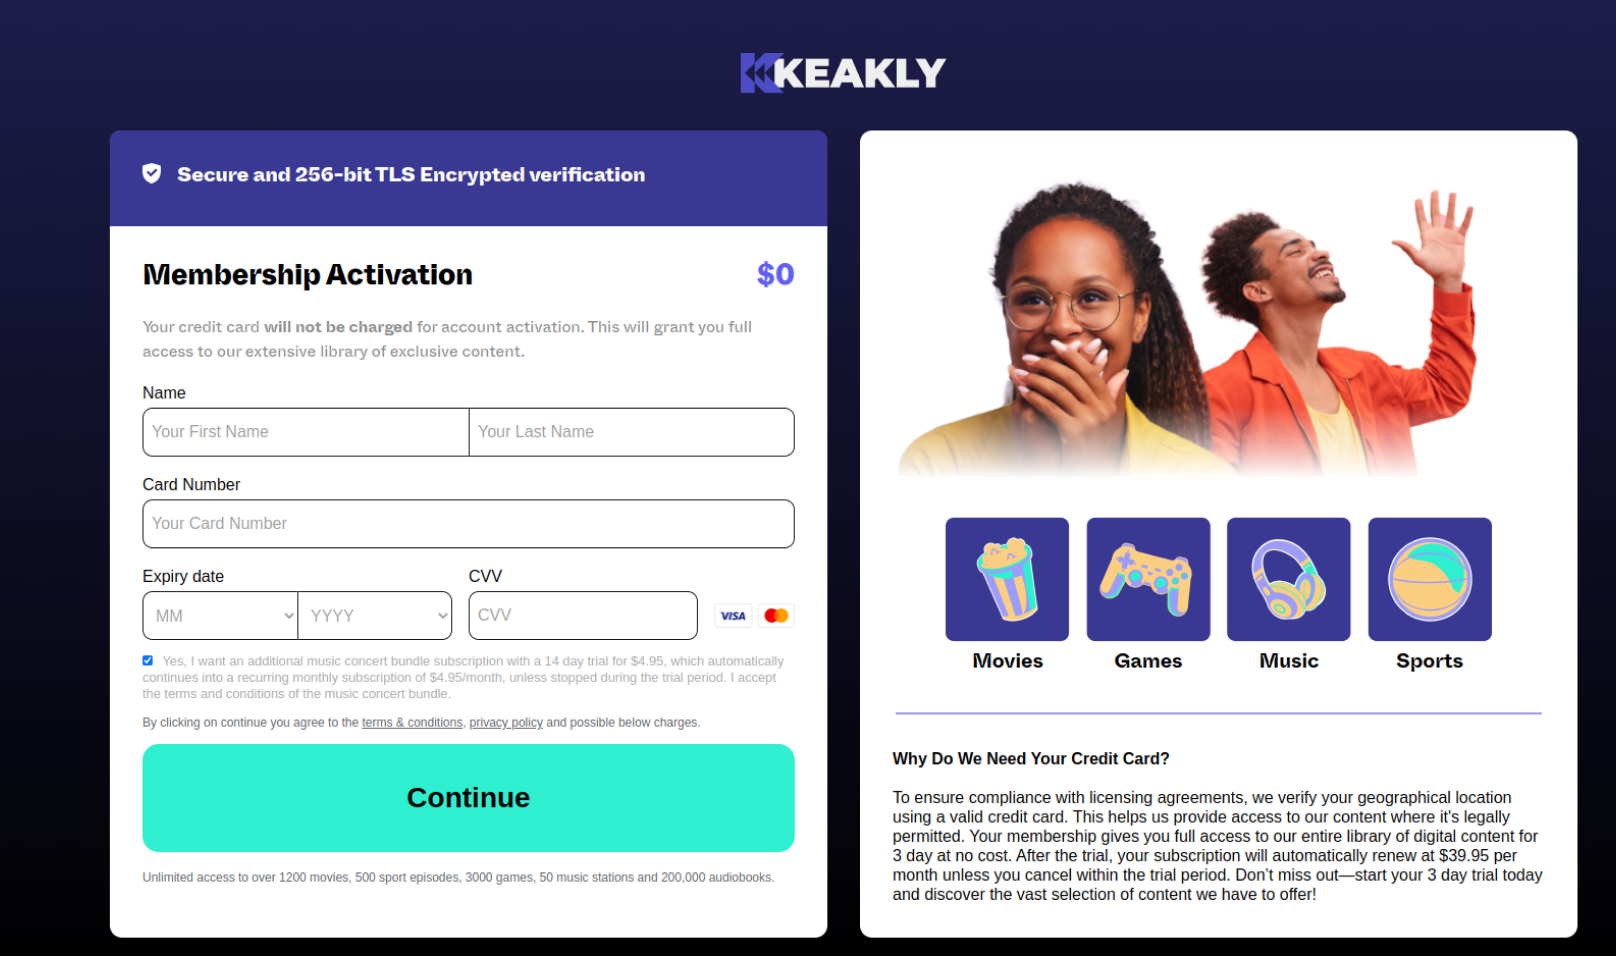 KEAKLY
Secure and 256-bit TLS Encrypted verification
Membership Activation
$0
Your credit card will not be charged for account activation. This will grant you full
access to our extensive library of exclusive content.
Name
Your First Name
Your Last Name
Card Number
Your Card Number
Expiry date
CVV
MM
YYYY
CVV
VISA
Yes, I want an additional music concert bundle subscription with a 14 day trial for $4.95, which automatically
continues into a recurring monthly subscription of $4.95/month, unless stopped during the trial period. I accept
the terms and conditions of the music concert bundle.
By clicking on continue you agree to the terms & conditions, privacy policy and possible below charges.
Continue
Unlimited access to over 1200 movies, 500 sport episodes, 3000 games, 50 music stations and 200,000 audiobooks.
Movies
Games
Music
Sports
Why Do We Need Your Credit Card?
To ensure compliance with licensing agreements, we verify your geographical location
using a valid credit card. This helps us provide access to our content where it's legally
permitted. Your membership gives you full access to our entire library of digital content for
3 day at no cost. After the trial, your subscription will automatically renew at $39.95 per
month unless you cancel within the trial period. Don’t miss out—start your 3 day trial today
and discover the vast selection of content we have to offer!